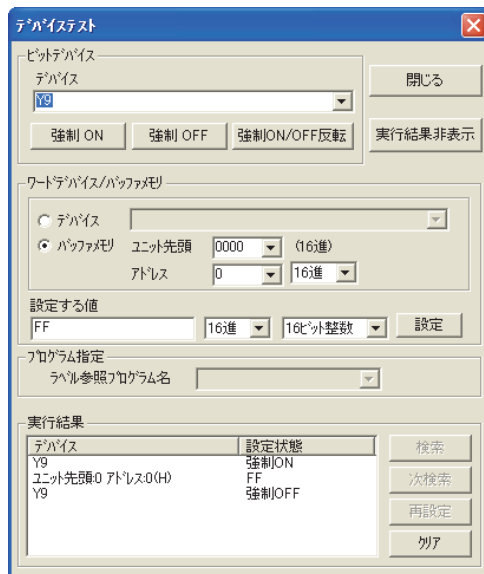 ﾃﾞﾊﾞｲｽﾃｽﾄ
ﾋﾞｯﾄﾃﾞﾊﾞｲｽ
ﾃﾞﾊﾞｲｽ
Y9
閉じる
強制 ON 強制 OFF 強制ON/OFF反転
実行結果非表示
ﾜｰﾄﾞﾃﾞﾊﾞｲｽ/ﾊﾞｯﾌｧﾒﾓﾘ
ﾃﾞﾊﾞｲｽ
ﾊﾞｯﾌｧﾒﾓﾘ ﾕﾆｯﾄ先頭 0000 (16進)
ｱﾄﾞﾚｽ 0 16進
設定する値
FF 16進 16ﾋﾞｯﾄ整数 設定
ﾌﾟﾛｸﾞﾗﾑ指定
ﾗﾍﾞﾙ参照ﾌﾟﾛｸﾞﾗﾑ名
実行結果
ﾃﾞﾊﾞｲｽ 設定状態
Y9 強制ON
ﾕﾆｯﾄ先頭:0 ｱﾄﾞﾚｽ:0(H) FF
Y9 強制OFF
検索
次検索
再設定
ｸﾘｱ